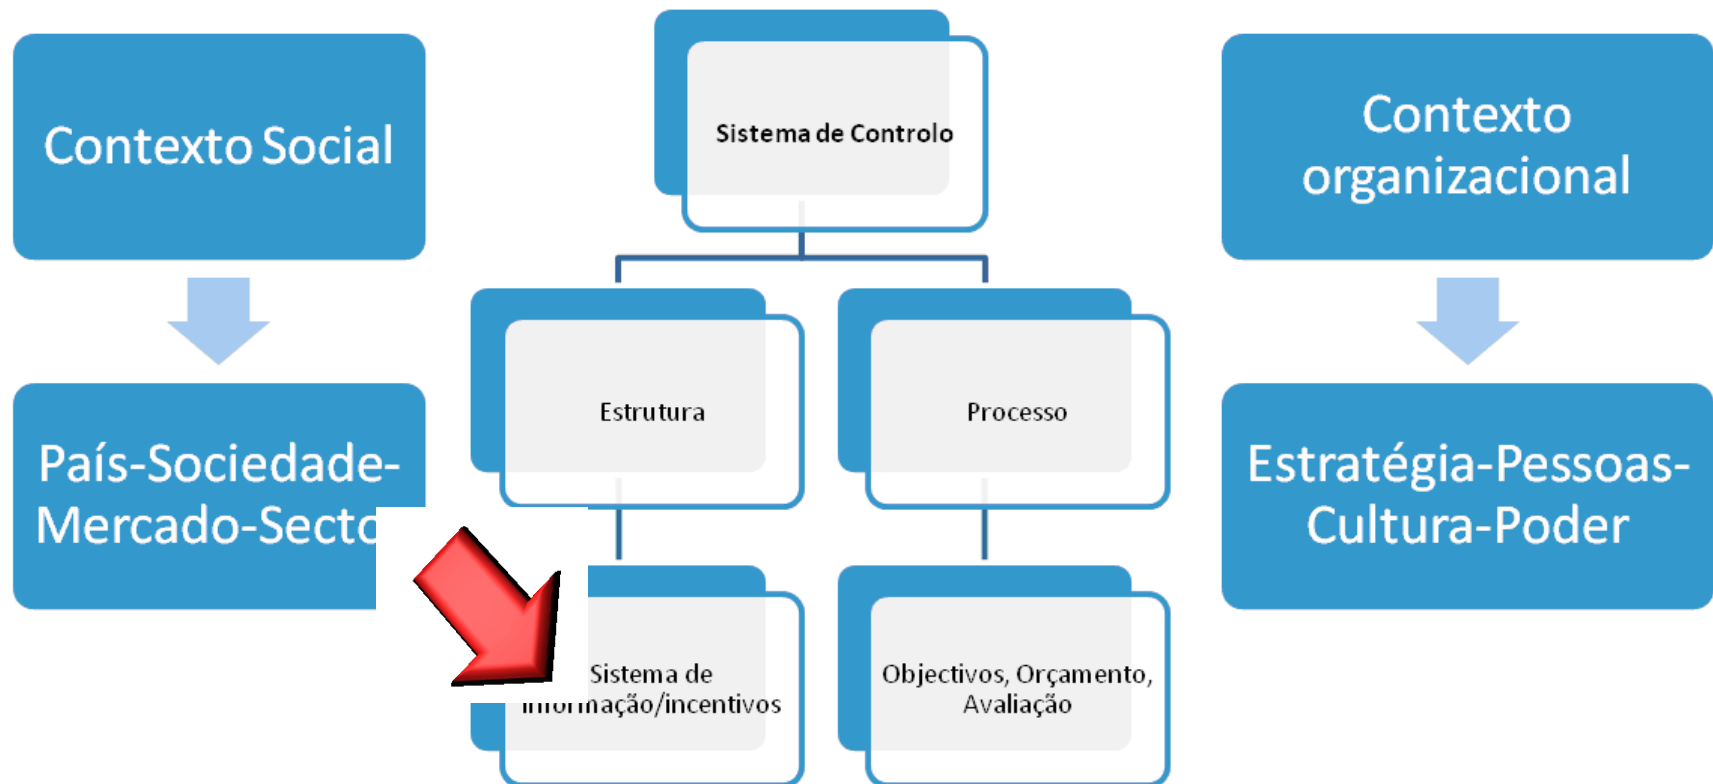 Contexto Social
País-Sociedade-
Mercado-Secto
Sistema de Controlo
Estrutura
Processo
Sistema de
informação/incentivos
Objectivos, Orçamento,
Avaliação
Contexto
organizacional
Estratégia-Pessoas-
Cultura-Poder